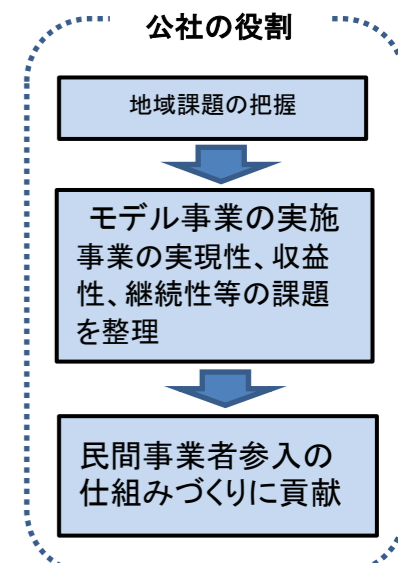 公社の役割
地域課題の把握
モデル事業の実施
事業の実現性、収益
性、継続性等の課題
を整理
民間事業者参入の
仕組みづくりに貢献